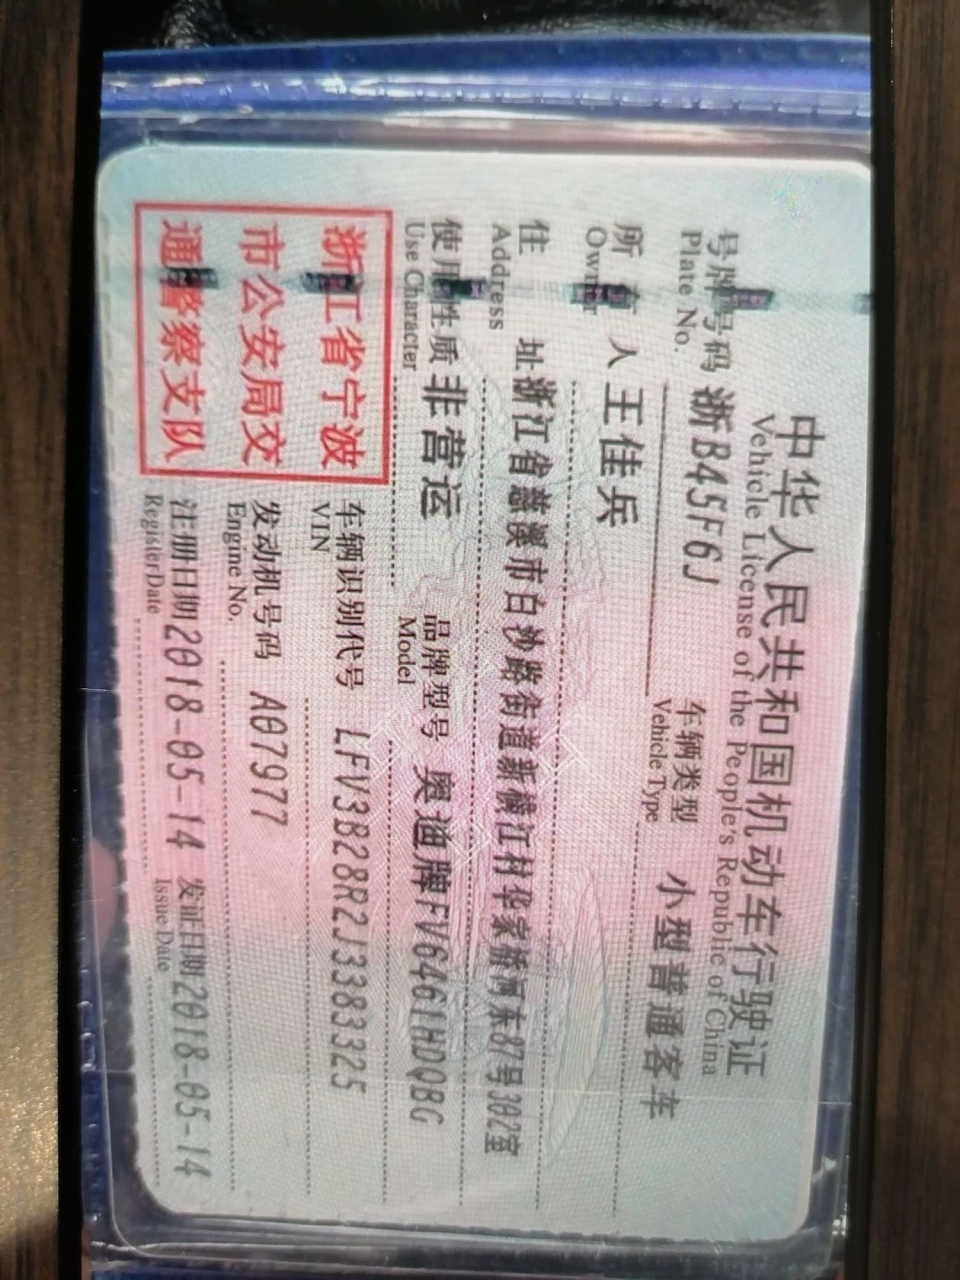 中华人民共和国机动车行驶证
Vehicle License of the People's Republic of China
号牌号码 浙B45F6J 车辆类型 小型普通客车
Plate No. Vehicle Type
所有人 王佳兵
Owner
住址 浙江省慈溪市白沙路街道新横江村华家桥河东87号302室
Address
使用性质 非营运 品牌型号 奥迪牌FV6461HDQBG
Use Character Model
浙江省宁波
市公安局交
通警察支队
车辆识别代号 LFV3B28R2J3383325
VIN
发动机号码 A07977
Engine No.
注册日期 2018-05-14 发证日期 2018-05-14
Register Date Issue Date